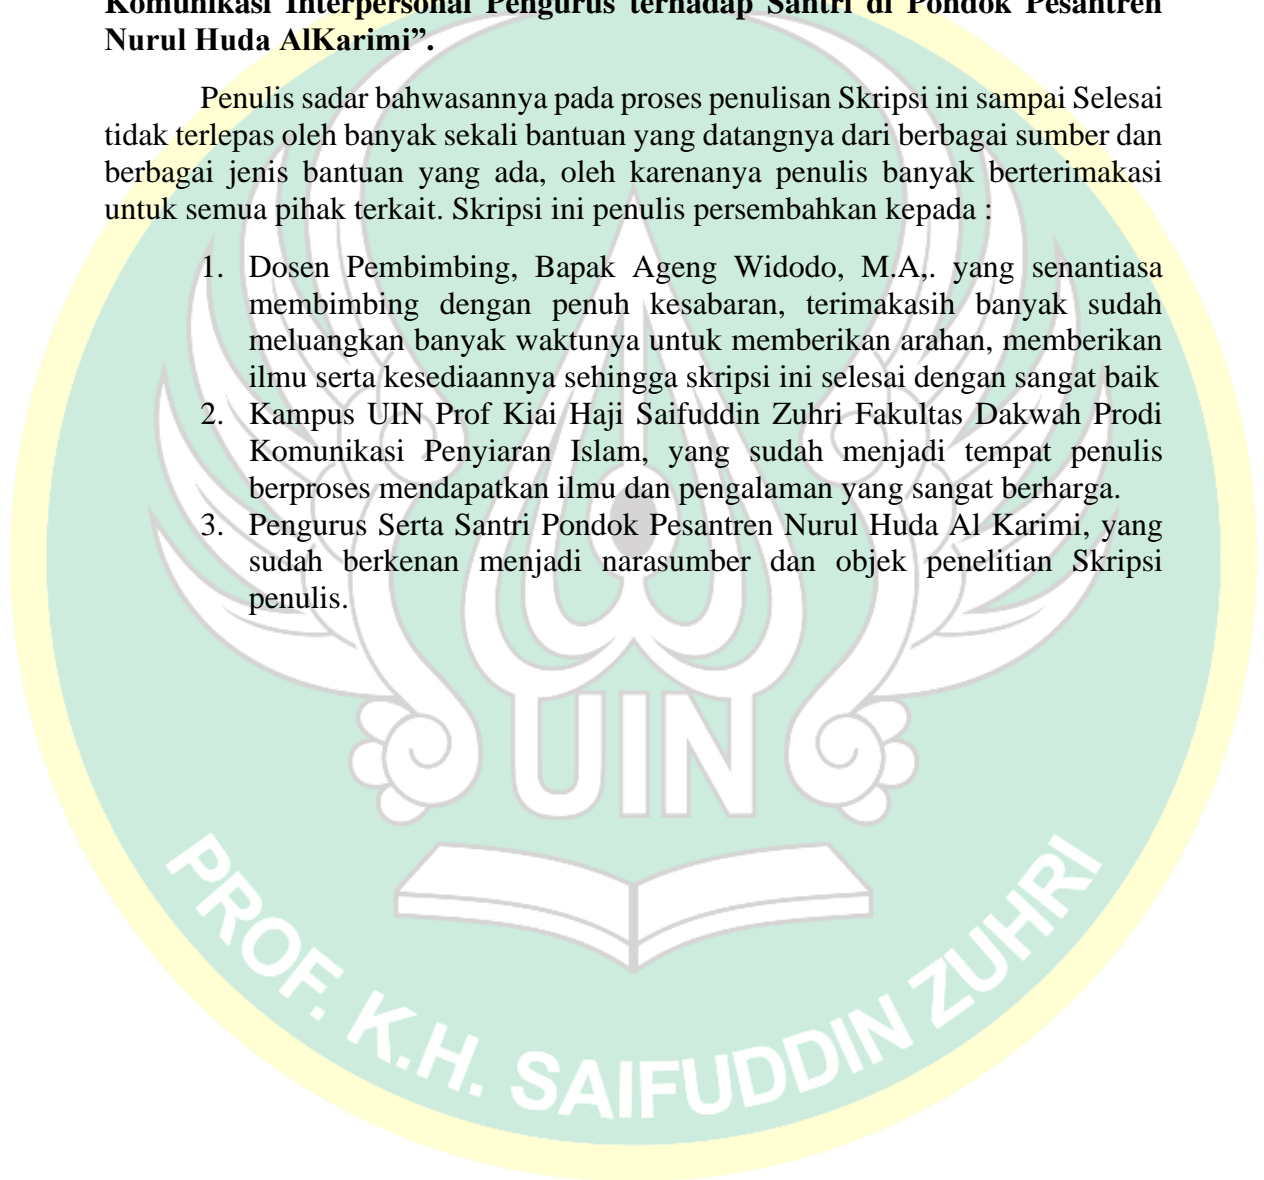 Komunikasi Interpersonal Pengurus terhadap Santri di Pondok Pesantren
Nurul Huda AlKarimi”.
Penulis sadar bahwasannya pada proses penulisan Skripsi ini sampai Selesai
tidak terlepas oleh banyak sekali bantuan yang datangnya dari berbagai sumber dan
berbagai jenis bantuan yang ada, oleh karenanya penulis banyak berterimakasi
untuk semua pihak terkait. Skripsi ini penulis persembahkan kepada :
1. Dosen Pembimbing, Bapak Ageng Widodo, M.A,. yang senantiasa
membimbing dengan penuh kesabaran, terimakasih banyak sudah
meluangkan banyak waktunya untuk memberikan arahan, memberikan
ilmu serta kesediaannya sehingga skripsi ini selesai dengan sangat baik
2. Kampus UIN Prof Kiai Haji Saifuddin Zuhri Fakultas Dakwah Prodi
Komunikasi Penyiaran Islam, yang sudah menjadi tempat penulis
berproses mendapatkan ilmu dan pengalaman yang sangat berharga.
3. Pengurus Serta Santri Pondok Pesantren Nurul Huda Al Karimi, yang
sudah berkenan menjadi narasumber dan objek penelitian Skripsi
penulis.
UIN
PROF. K.H. SAIFUDDIN ZUHRI